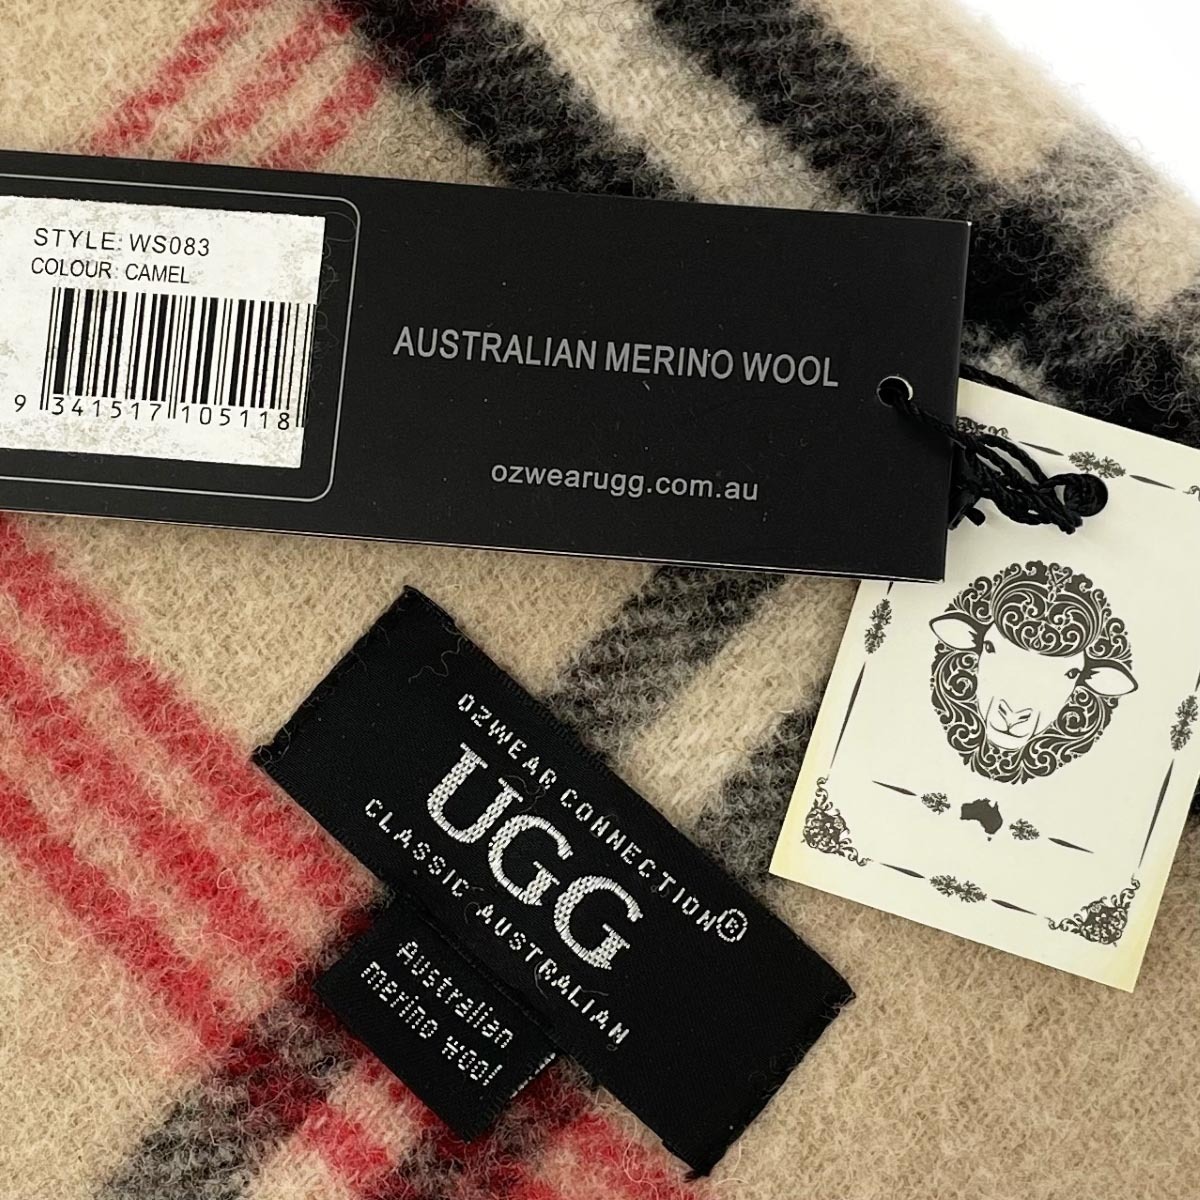 STYLE: WS083
COLOUR: CAMEL
9 341517 105118
AUSTRALIAN MERINO WOOL
ozwearugg.com.au
OZWEAR CONNECTION®
UGG
CLASSIC AUSTRALIAN
Australian
merino wool